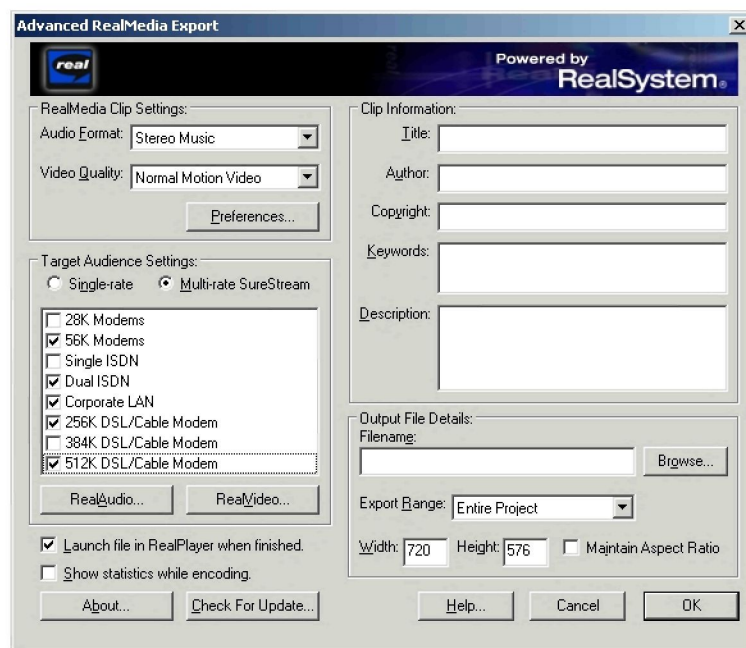 Advanced RealMedia Export
real
Powered by
RealSystem®
RealMedia Clip Settings:
Audio Format: Stereo Music
Video Quality: Normal Motion Video
Preferences...
Target Audience Settings:
Single-rate Multi-rate SureStream
28K Modems
56K Modems
Single ISDN
Dual ISDN
Corporate LAN
256K DSL/Cable Modem
384K DSL/Cable Modem
512K DSL/Cable Modem
RealAudio... RealVideo...
Launch file in RealPlayer when finished.
Show statistics while encoding.
About... Check For Update...
Clip Information:
Title:
Author:
Copyright:
Keywords:
Description:
Output File Details:
Filename:
Browse...
Export Range: Entire Project
Width: 720 Height: 576 Maintain Aspect Ratio
Help... Cancel OK